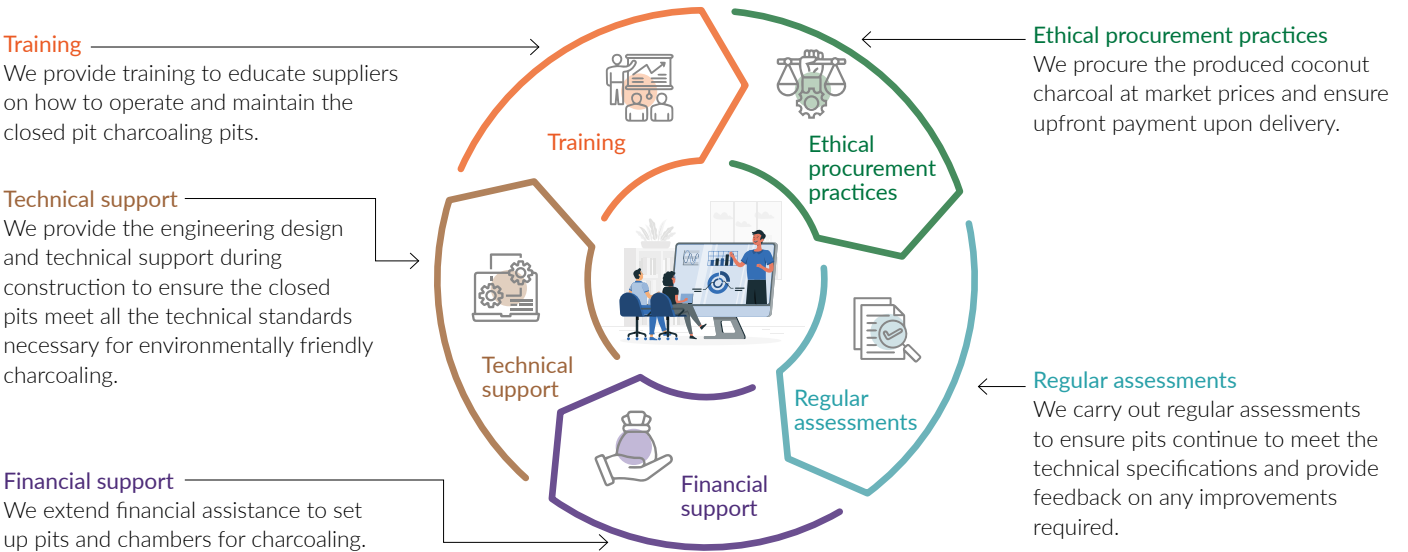 Training
We provide training to educate suppliers
on how to operate and maintain the
closed pit charcoaling pits.
Technical support
We provide the engineering design
and technical support during
construction to ensure the closed
pits meet all the technical standards
necessary for environmentally friendly
charcoaling.
Financial support
We extend financial assistance to set
up pits and chambers for charcoaling.
Training
Ethical
procurement
practices
Technical
support
Regular
assessments
Financial
support
Ethical procurement practices
We procure the produced coconut
charcoal at market prices and ensure
upfront payment upon delivery.
Regular assessments
We carry out regular assessments
to ensure pits continue to meet the
technical specifications and provide
feedback on any improvements
required.